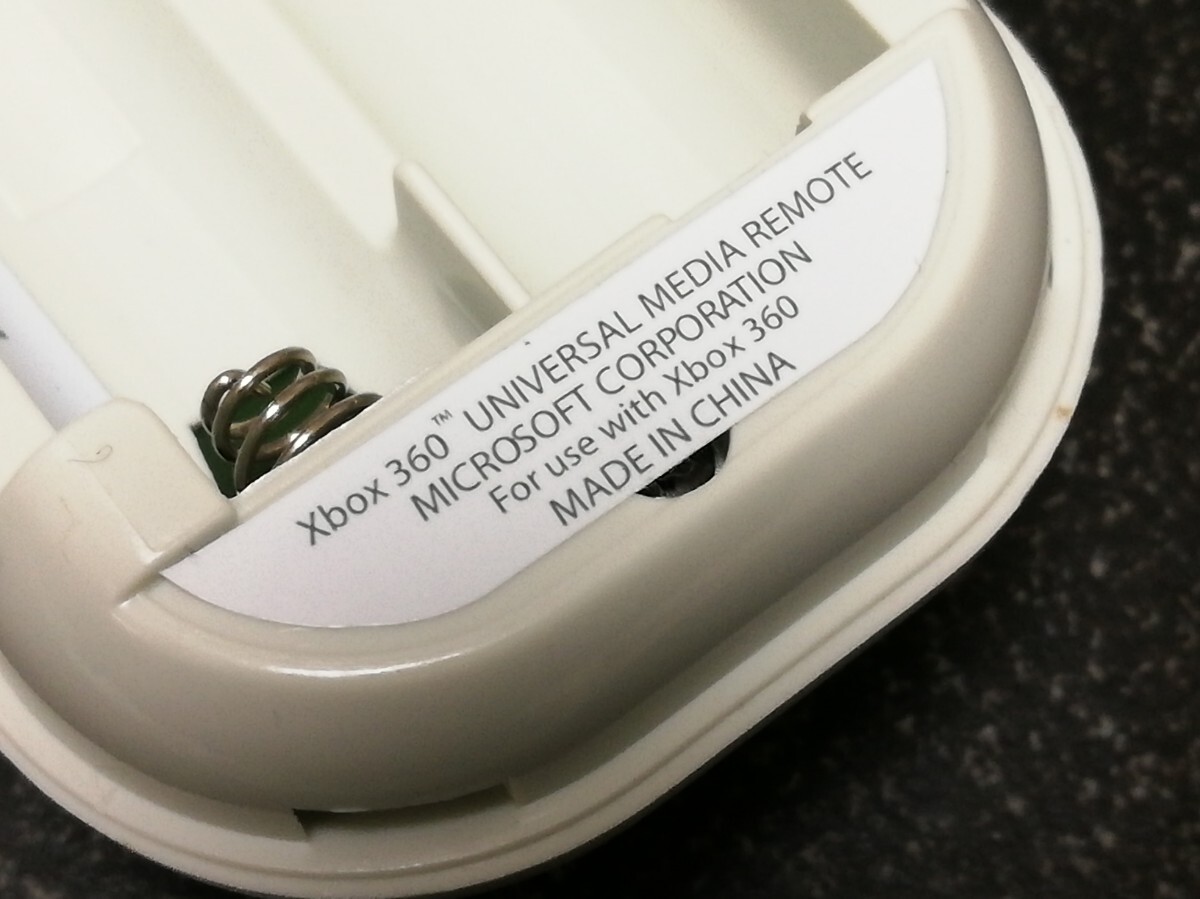 Xbox 360™ UNIVERSAL MEDIA REMOTE
MICROSOFT CORPORATION
For use with Xbox 360
MADE IN CHINA